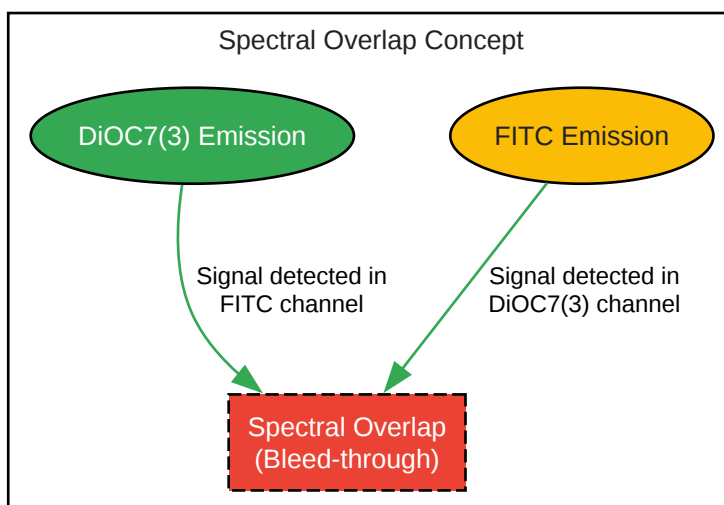 Spectral Overlap Concept
DiOC7(3) Emission
FITC Emission
Signal detected in
FITC channel
Signal detected in
DiOC7(3) channel
Spectral Overlap
(Bleed-through)